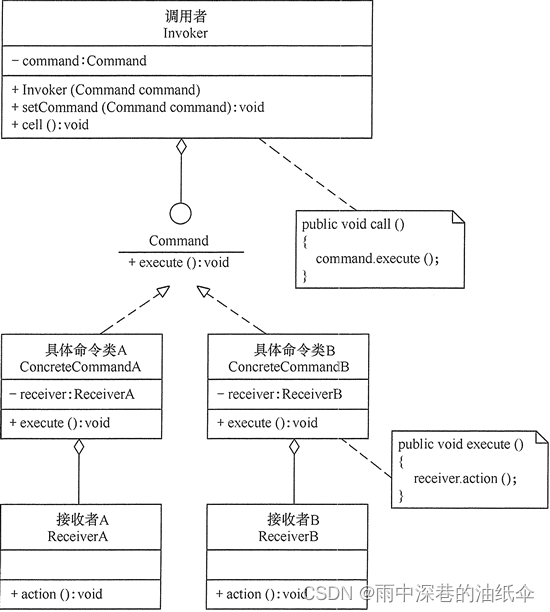 调用者
Invoker
− command:Command
+ Invoker (Command command)
+ setCommand (Command command):void
+ cell ():void
public void call ()
{
command.execute ();
}
Command
+ execute ():void
具体命令类A
ConcreteCommandA
− receiver:ReceiverA
+ execute ():void
具体命令类B
ConcreteCommandB
− receiver:ReceiverB
+ execute ():void
public void execute ()
{
receiver.action ();
}
接收者A
ReceiverA
+ action ():void
接收者B
ReceiverB
+ action ():void
CSDN @雨中深巷的油纸伞